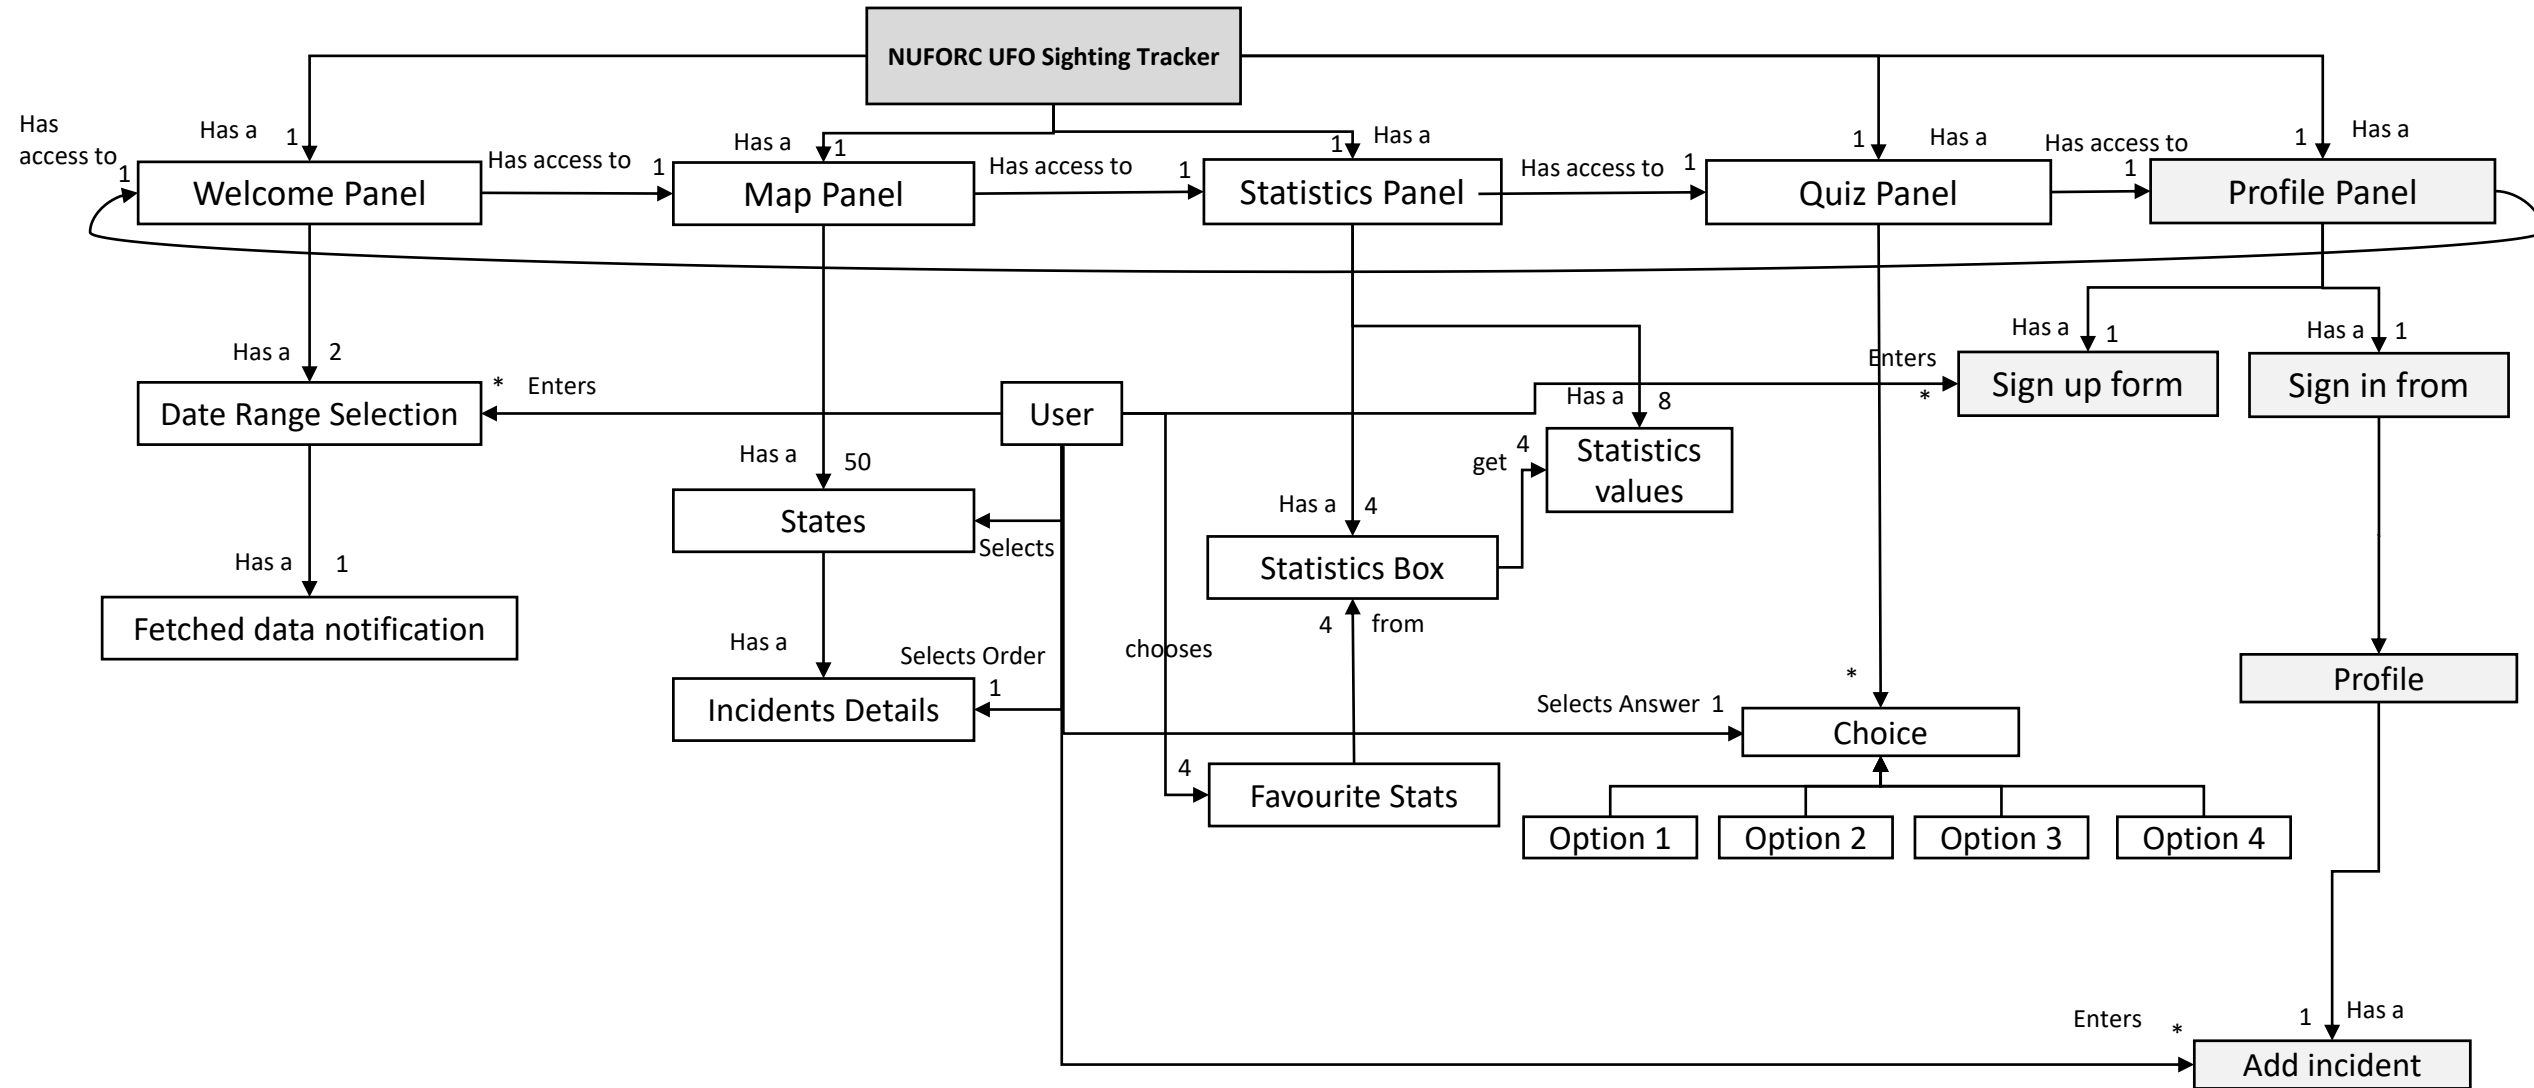 NUFORC UFO Sighting Tracker
Has
access to
1
Has a
1
Has access to
1
Has a
1
Has access to
1
1
Has a
Has access to
1
1
Has a
Has access to
1
1
Has a
Welcome Panel
Map Panel
Statistics Panel
Quiz Panel
Profile Panel
Has a
2
Has a
1
Has a
1
Date Range Selection
*
Enters
User
Enters
*
Sign up form
Sign in from
Has a
8
Has a
50
get
4
Statistics
values
States
Selects
Has a
4
Statistics Box
Has a
1
Fetched data notification
4
from
Has a
Selects Order
1
chooses
Incidents Details
*
Profile
Selects Answer
1
Choice
4
Favourite Stats
Option 1
Option 2
Option 3
Option 4
Enters
*
1
Has a
Add incident